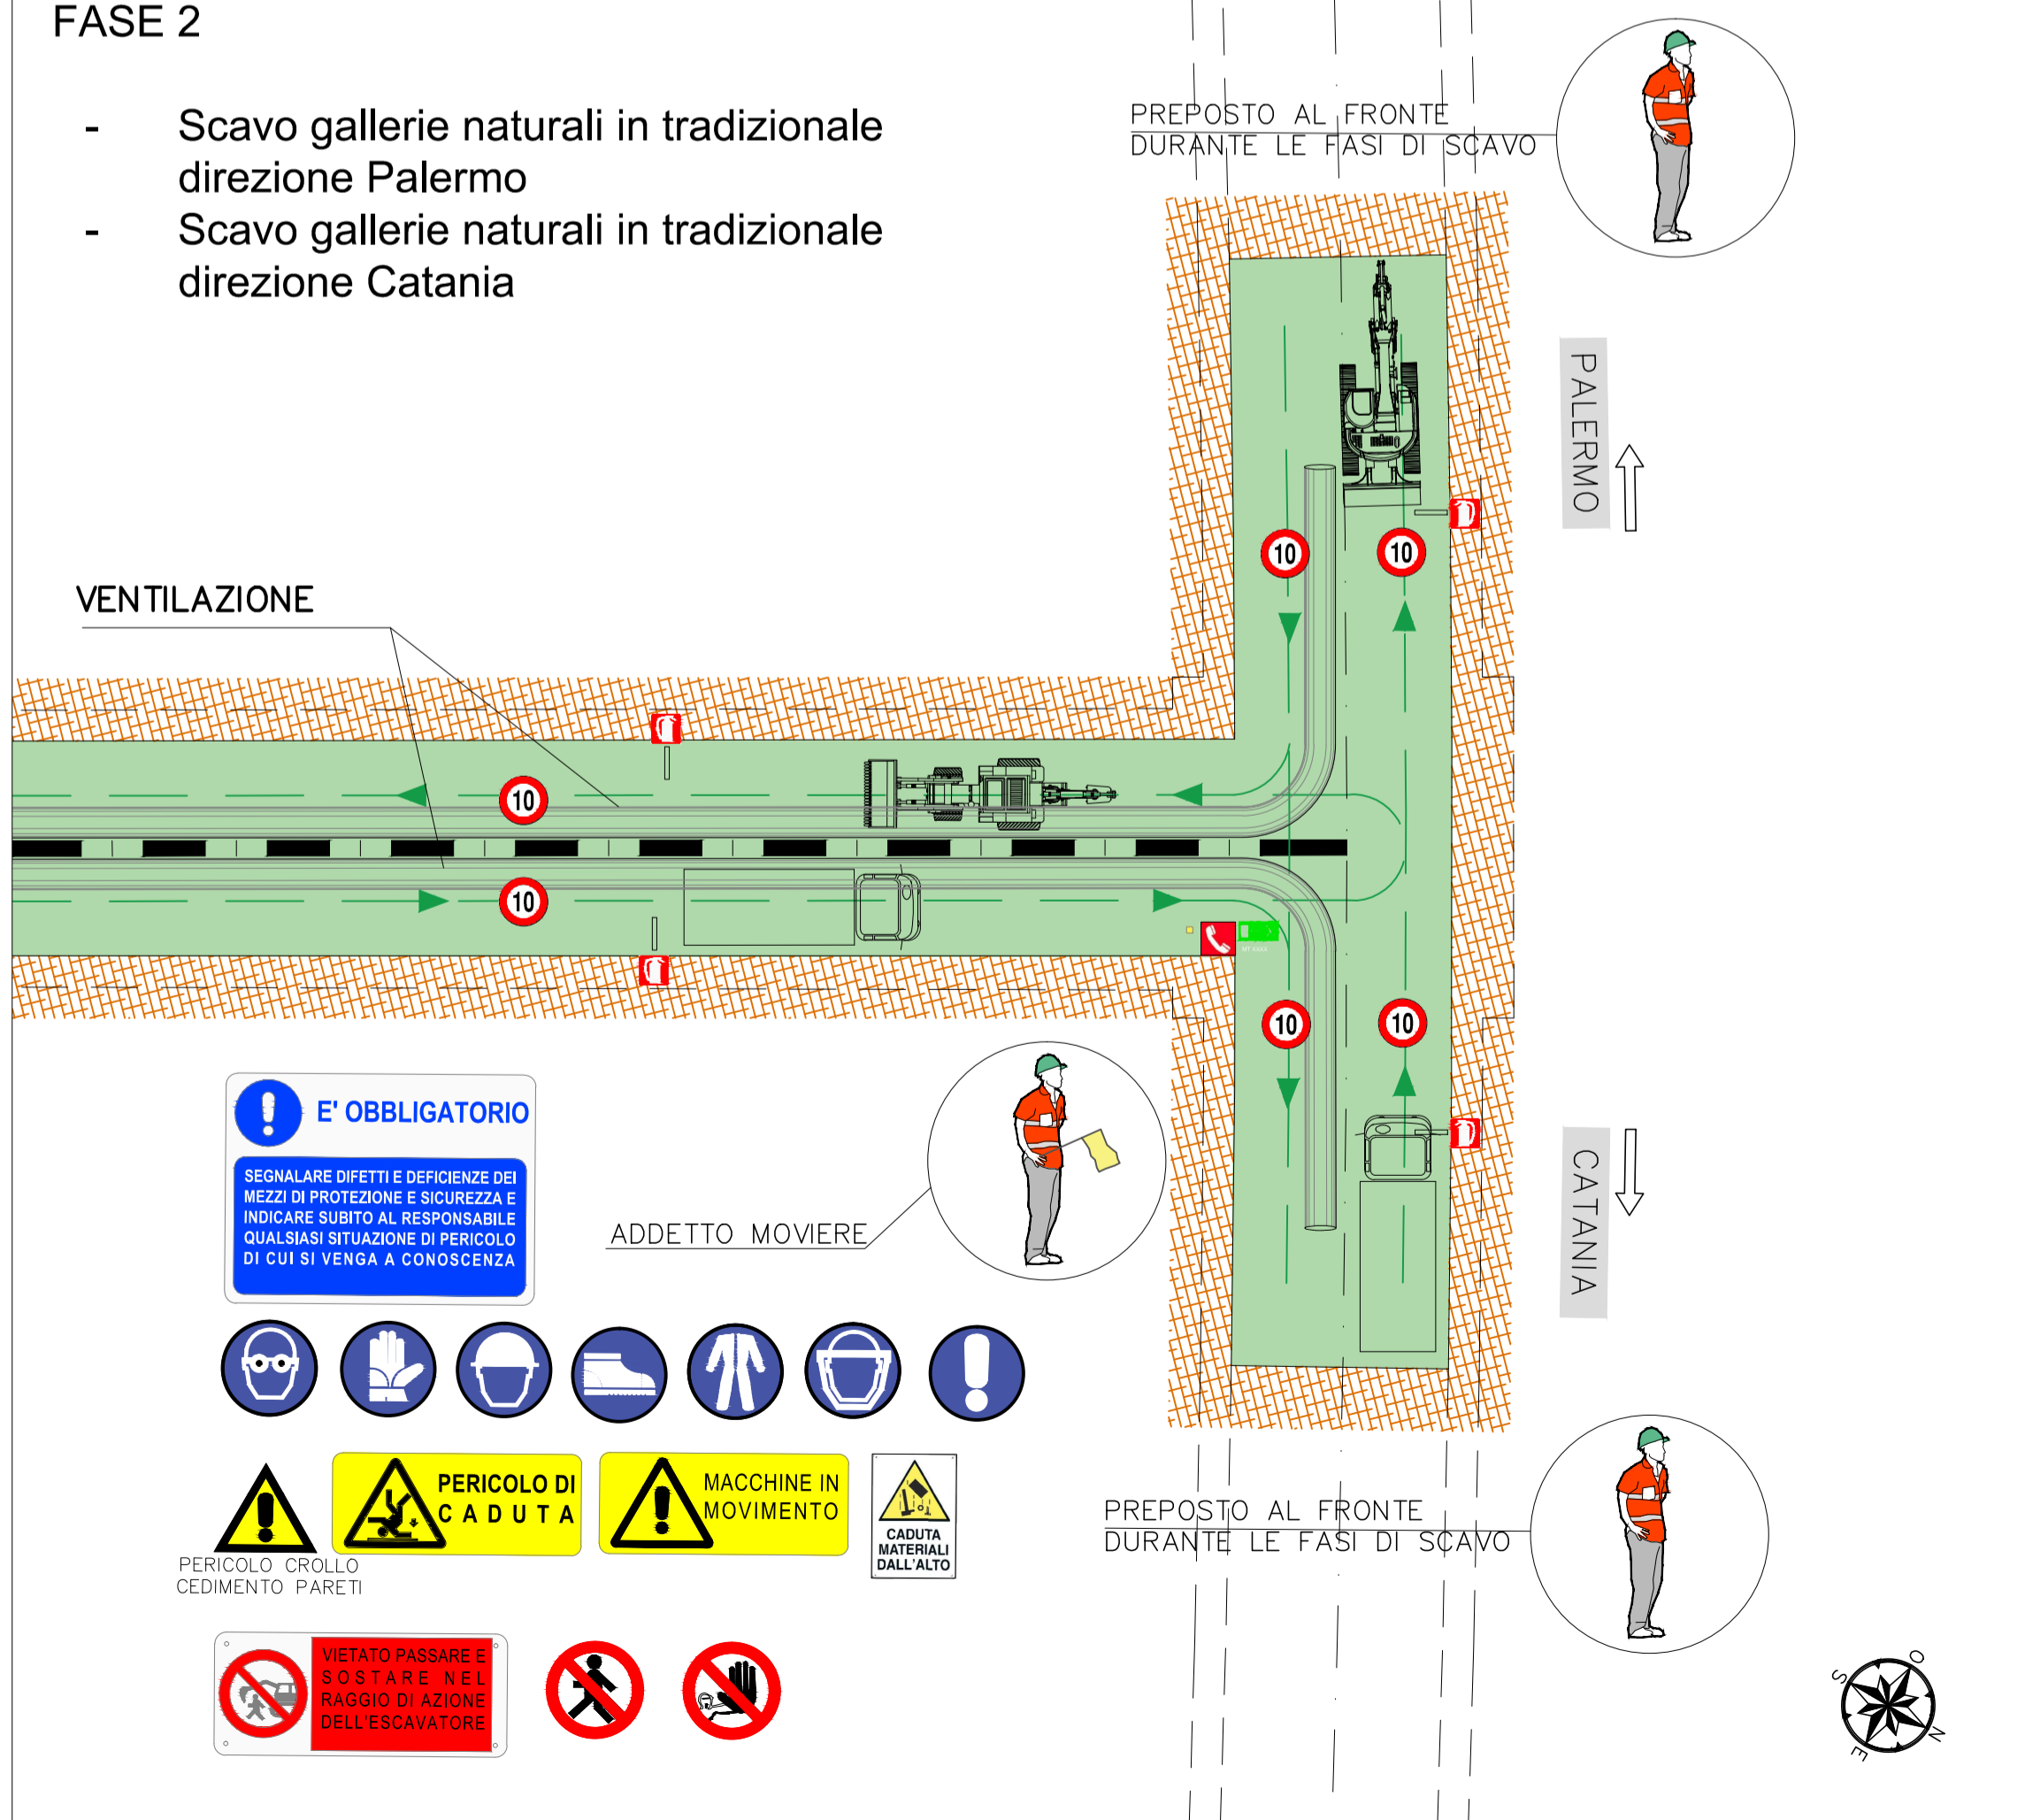 FASE 2
- Scavo gallerie naturali in tradizionale
direzione Palermo
- Scavo gallerie naturali in tradizionale
direzione Catania
PREPOSTO AL FRONTE
DURANTE LE FASI DI SCAVO
PALERMO
VENTILAZIONE
10
10
10
10
10
10
CATANIA
ADDETTO MOVIERE
E' OBBLIGATORIO
SEGNALARE DIFETTI E DEFICIENZE DEI
MEZZI DI PROTEZIONE E SICUREZZA E
INDICARE SUBITO AL RESPONSABILE
QUALSIASI SITUAZIONE DI PERICOLO
DI CUI SI VENGA A CONOSCENZA
PERICOLO CROLLO
CEDIMENTO PARETI
PERICOLO DI
CADUTA
MACCHINE IN
MOVIMENTO
CADUTA
MATERIALI
DALL'ALTO
PREPOSTO AL FRONTE
DURANTE LE FASI DI SCAVO
VIETATO PASSARE E
SOSTARE NEL
RAGGIO DI AZIONE
DELL'ESCAVATORE
S
O
N
E